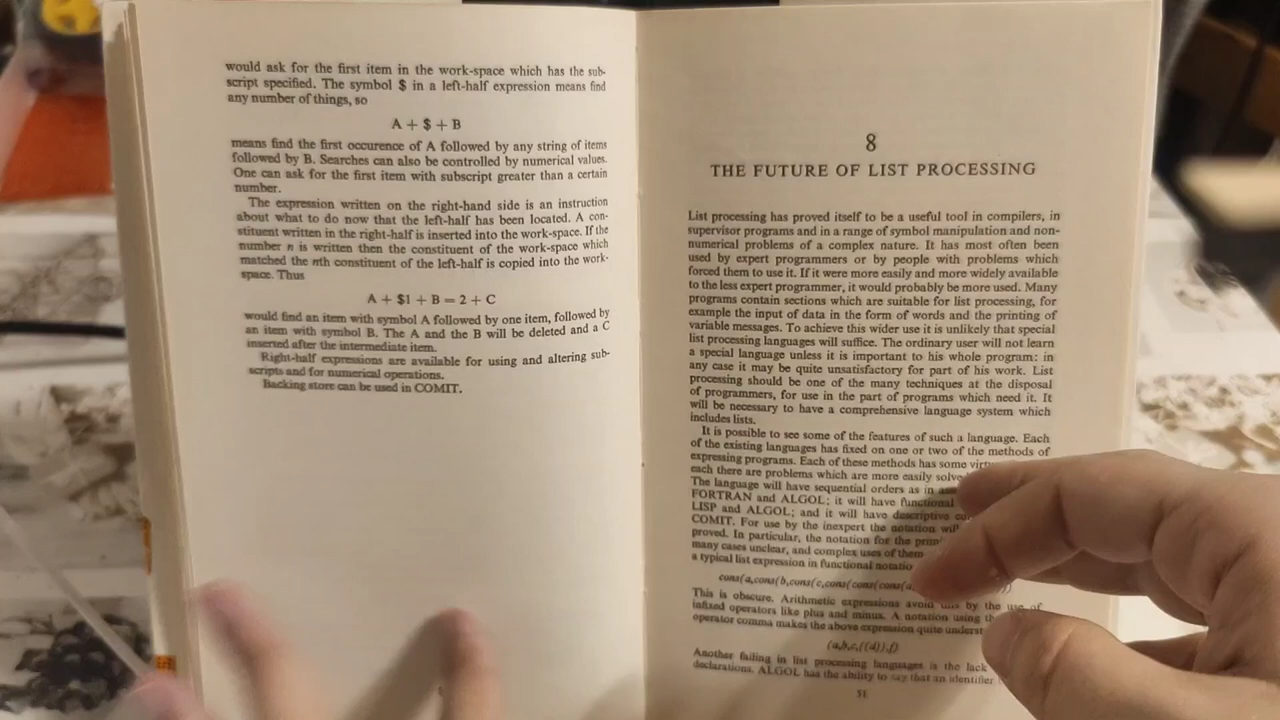 would ask for the first item in the work-space which has the sub-
script specified. The symbol $ in a left-half expression means find
any number of things, so
A + $ + B
means find the first occurence of A followed by any string of items
followed by B. Searches can also be controlled by numerical values.
One can ask for the first item with subscript greater than a certain
number.
The expression written on the right-hand side is an instruction
about what to do now that the left-half has been located. A con-
stituent written in the right-half is inserted into the work-space. If the
number n is written then the constituent of the work-space which
matched the nth constituent of the left-half is copied into the work-
space. Thus
A + $1 + B = 2 + C
would find an item with symbol A followed by one item, followed by
an item with symbol B. The A and the B will be deleted and a C
inserted after the intermediate item.
Right-half expressions are available for using and altering sub-
scripts and for numerical operations.
Backing store can be used in COMIT.
8
THE FUTURE OF LIST PROCESSING
List processing has proved itself to be a useful tool in compilers, in
supervisor programs and in a range of symbol manipulation and non-
numerical problems of a complex nature. It has most often been
used by expert programmers or by people with problems which
forced them to use it. If it were more easily and more widely available
to the less expert programmer, it would probably be more used. Many
programs contain sections which are suitable for list processing, for
example the input of data in the form of words and the printing of
variable messages. To achieve this wider use it is unlikely that special
list processing languages will suffice. The ordinary user will not learn
a special language unless it is important to his whole program: in
any case it may be quite unsatisfactory for part of his work. List
processing should be one of the many techniques at the disposal
of programmers, for use in the part of programs which need it. It
will be necessary to have a comprehensive language system which
includes lists.
It is possible to see some of the features of such a language. Each
of the existing languages has fixed on one or two of the methods of
expressing programs. Each of these methods has some
each there are problems which are more easily
The language will have sequential orders as in
FORTRAN and ALGOL; it will have functional
LISP and ALGOL; and it will have descriptive
COMIT. For use by the inexpert the notation
proved. In particular, the notation for the
many cases unclear, and complex uses of them
a typical list expression in functional
cons(a,cons(b,cons(c,cons(cons(cons(
This is obscure. Arithmetic expressions avoid this by the use of
infixed operators like plus and minus. A notation using
operator comma makes the above expression quite
(a,b,c,((d)),f)
Another failing in list processing languages is the lack
declarations. ALGOL has the ability to say that an identifier
51